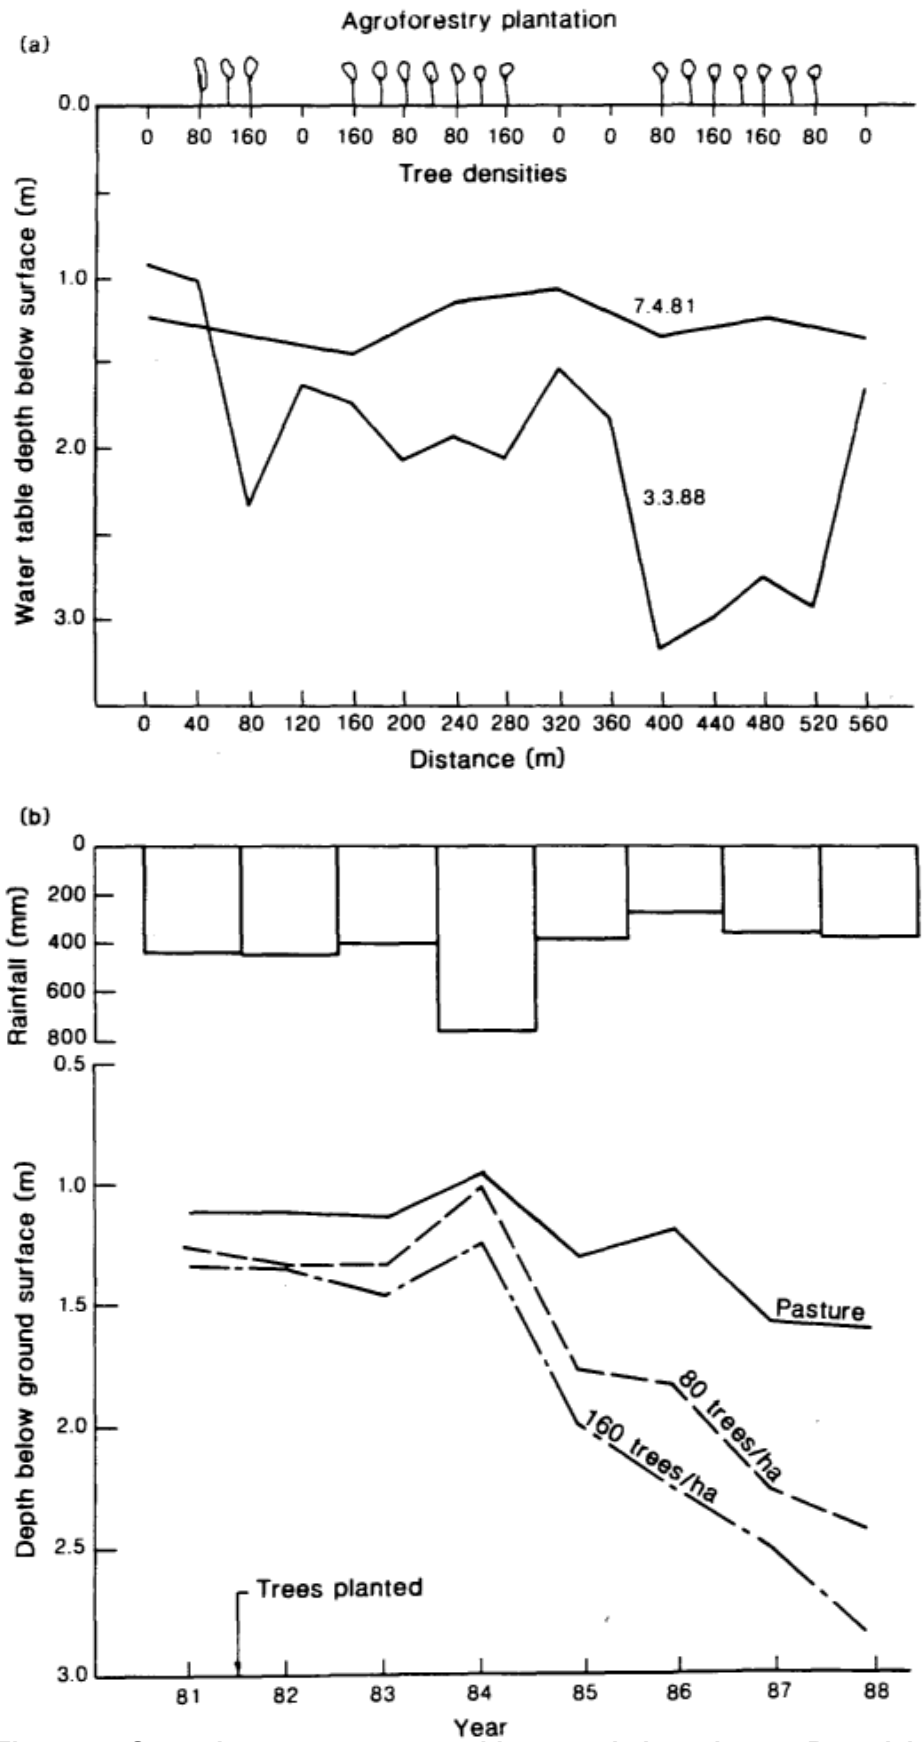 Agroforestry plantation
(a)
0.0
0 80 160 0 160 80 80 160 0 0 80 160 160 80 0
Tree densities
Water table depth below surface (m)
1.0
7.4.81
2.0
3.3.88
3.0
0 40 80 120 160 200 240 280 320 360 400 440 480 520 560
Distance (m)
(b)
0
200
400
600
800
Rainfall (mm)
0.5
1.0
1.5
2.0
2.5
3.0
Depth below ground surface (m)
Pasture
80 trees/ha
160 trees/ha
Trees planted
81 82 83 84 85 86 87 88
Year